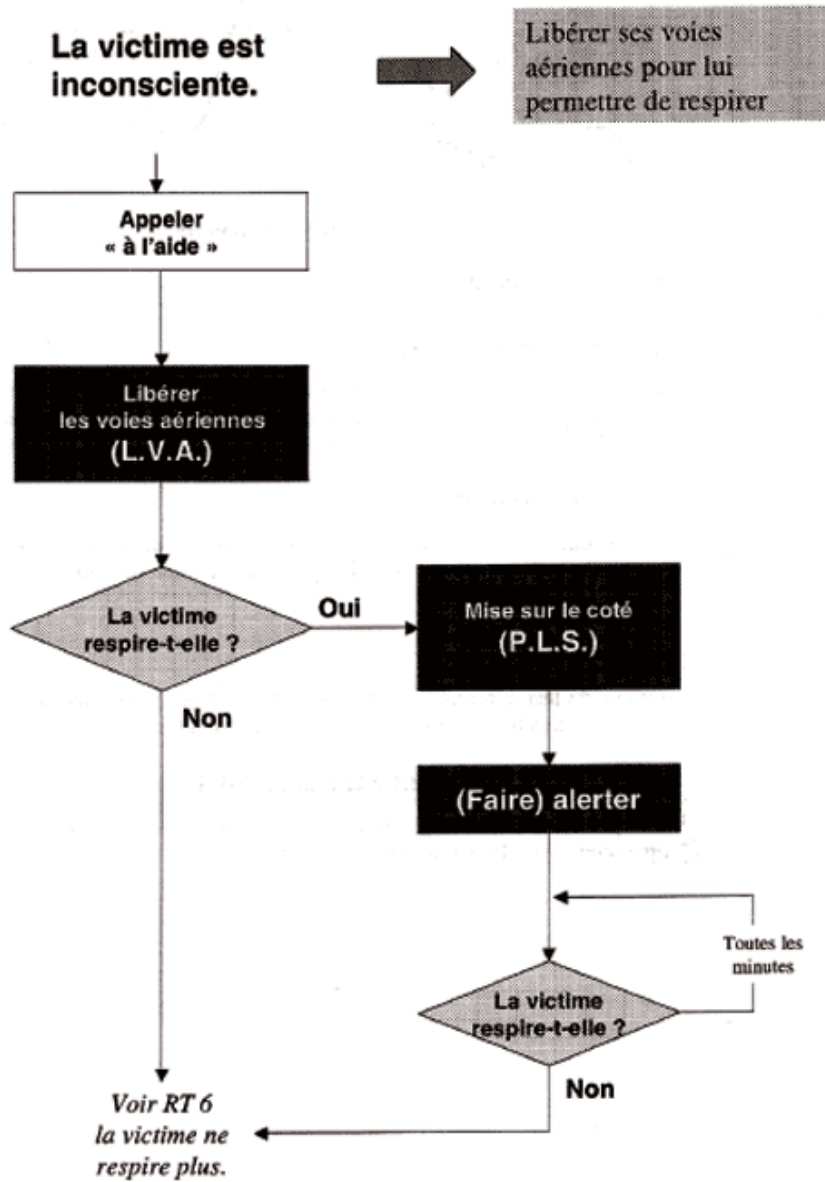 La victime est
inconsciente.
Libérer ses voies
aériennes pour lui
permettre de respirer
Appeler
« à l'aide »
Libérer
les voies aériennes
(L.V.A.)
La victime
respire-t-elle ?
Oui
Mise sur le coté
(P.L.S.)
Non
(Faire) alerter
Toutes les
minutes
La victime
respire-t-elle ?
Non
Voir RT 6
la victime ne
respire plus.